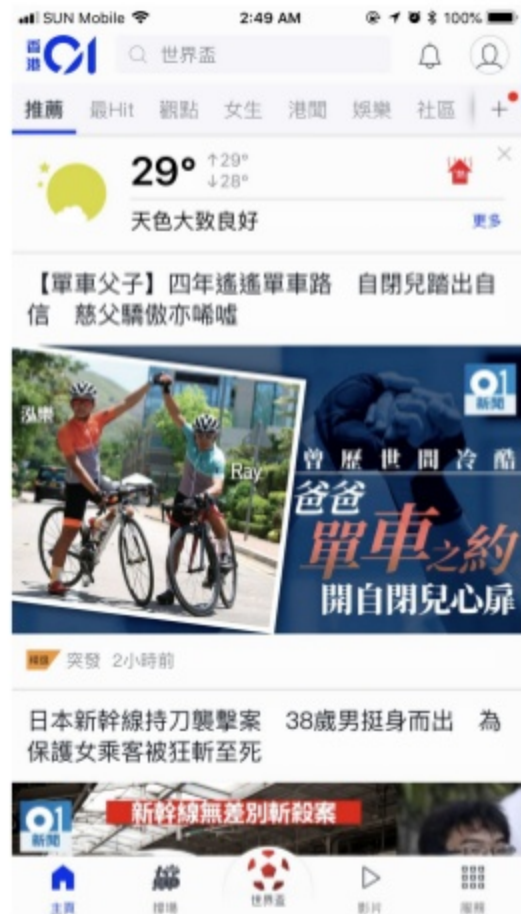 SUN Mobile 2:49 AM 100%
香港01 世界盃
推薦 最Hit 觀點 女生 港聞 娛樂 社區 +
29° ↑29°
↓28°
天色大致良好 更多
【單車父子】四年遙遙單車路 自閉兒踏出自
信 慈父驕傲亦唏噓
01
新聞
泓樂
Ray
曾歷世間冷酷
爸爸
單車之約
開自閉兒心扉
突發 2小時前
日本新幹線持刀襲擊案 38歲男挺身而出 為
保護女乘客被狂斬至死
01
新聞
新幹線無差別斬殺案
主頁 世界盃 影片 服務